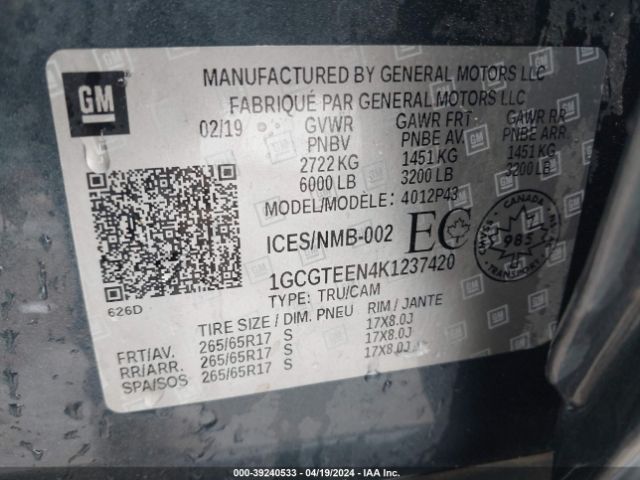 GM
MANUFACTURED BY GENERAL MOTORS LLC
FABRIQUÉ PAR GENERAL MOTORS LLC
02/19 GVWR GAWR FRT GAWR RR
PNBV PNBE AV. PNBE ARR.
2722 KG 1451 KG 1451 KG
6000 LB 3200 LB 3200 LB
MODEL/MODÈLE: 4012P43
ICES/NMB-002 EC
985
1GCGTEEN4K1237420
TYPE: TRU/CAM
626D
TIRE SIZE / DIM. PNEU RIM / JANTE
FRT/AV. 265/65R17 S 17X8.0J
RR/ARR. 265/65R17 S 17X8.0J
SPA/SOS 265/65R17 S 17X8.0J
000-39240533 - 04/19/2024 - IAA Inc.